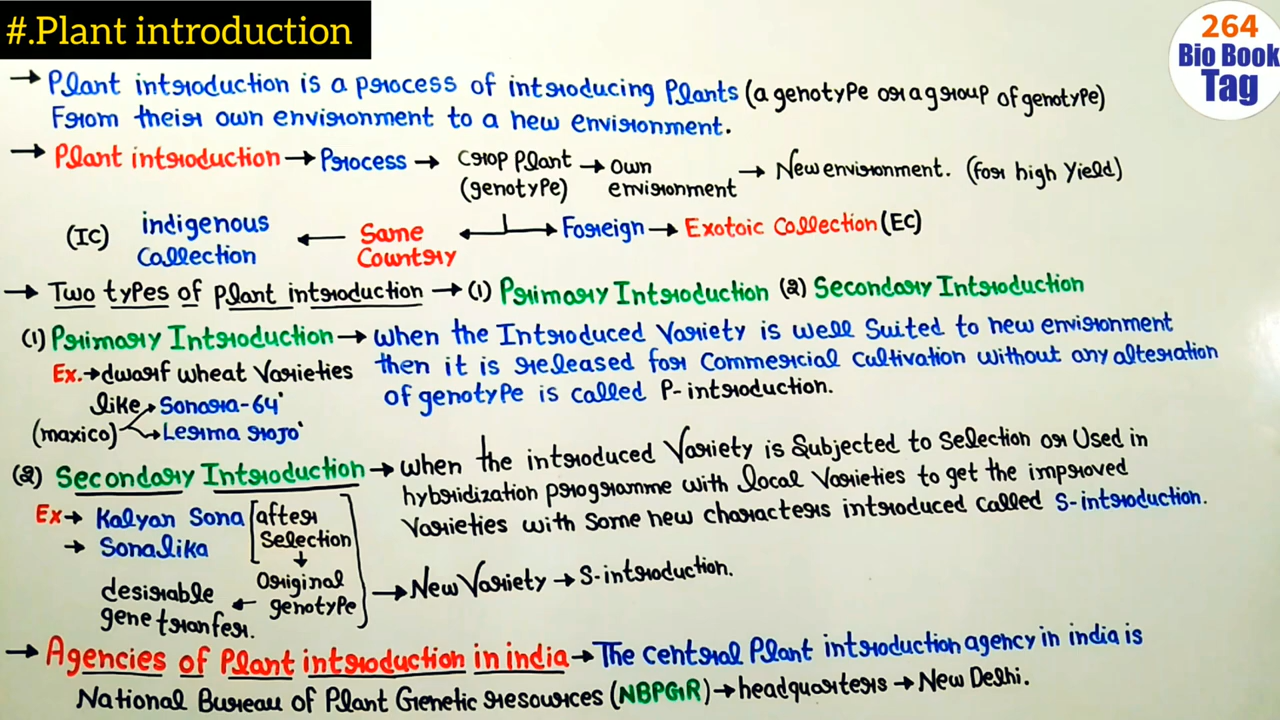 #.Plant introduction
264
Bio Book
Tag
→ Plant introduction is a process of introducing Plants (a genotype or a group of genotype)
From their own environment to a new environment.
→ Plant introduction → Process → Crop Plant (genotype) → own environment → New environment. (for high Yield)
(IC) indigenous Collection ← Same Country ← → Foreign → Exotoic Collection (EC)
→ Two types of plant introduction → (1) Primary Introduction (2) Secondary Introduction
(1) Primary Introduction → when the Introduced Variety is well Suited to new environment
then it is released for Commercial Cultivation without any alteration
of genotype is called P-introduction.
Ex. → dwarf wheat Varieties
like → Sonara-64'
(maxico) → Lerma rojo'
(2) Secondary Introduction → when the introduced Variety is Subjected to Selection or Used in
hybridization programme with local Varieties to get the improved
Varieties with Some new characters introduced called S-introduction.
Ex → Kalyan Sona [after
→ Sonalika Selection
↓
desirable ← Original
gene tranfer. genotype
→ New Variety → S-introduction.
→ Agencies of Plant introduction in india → The central Plant introduction agency in india is
National Bureau of Plant Genetic resources (NBPGR) → headquarters → New Delhi.